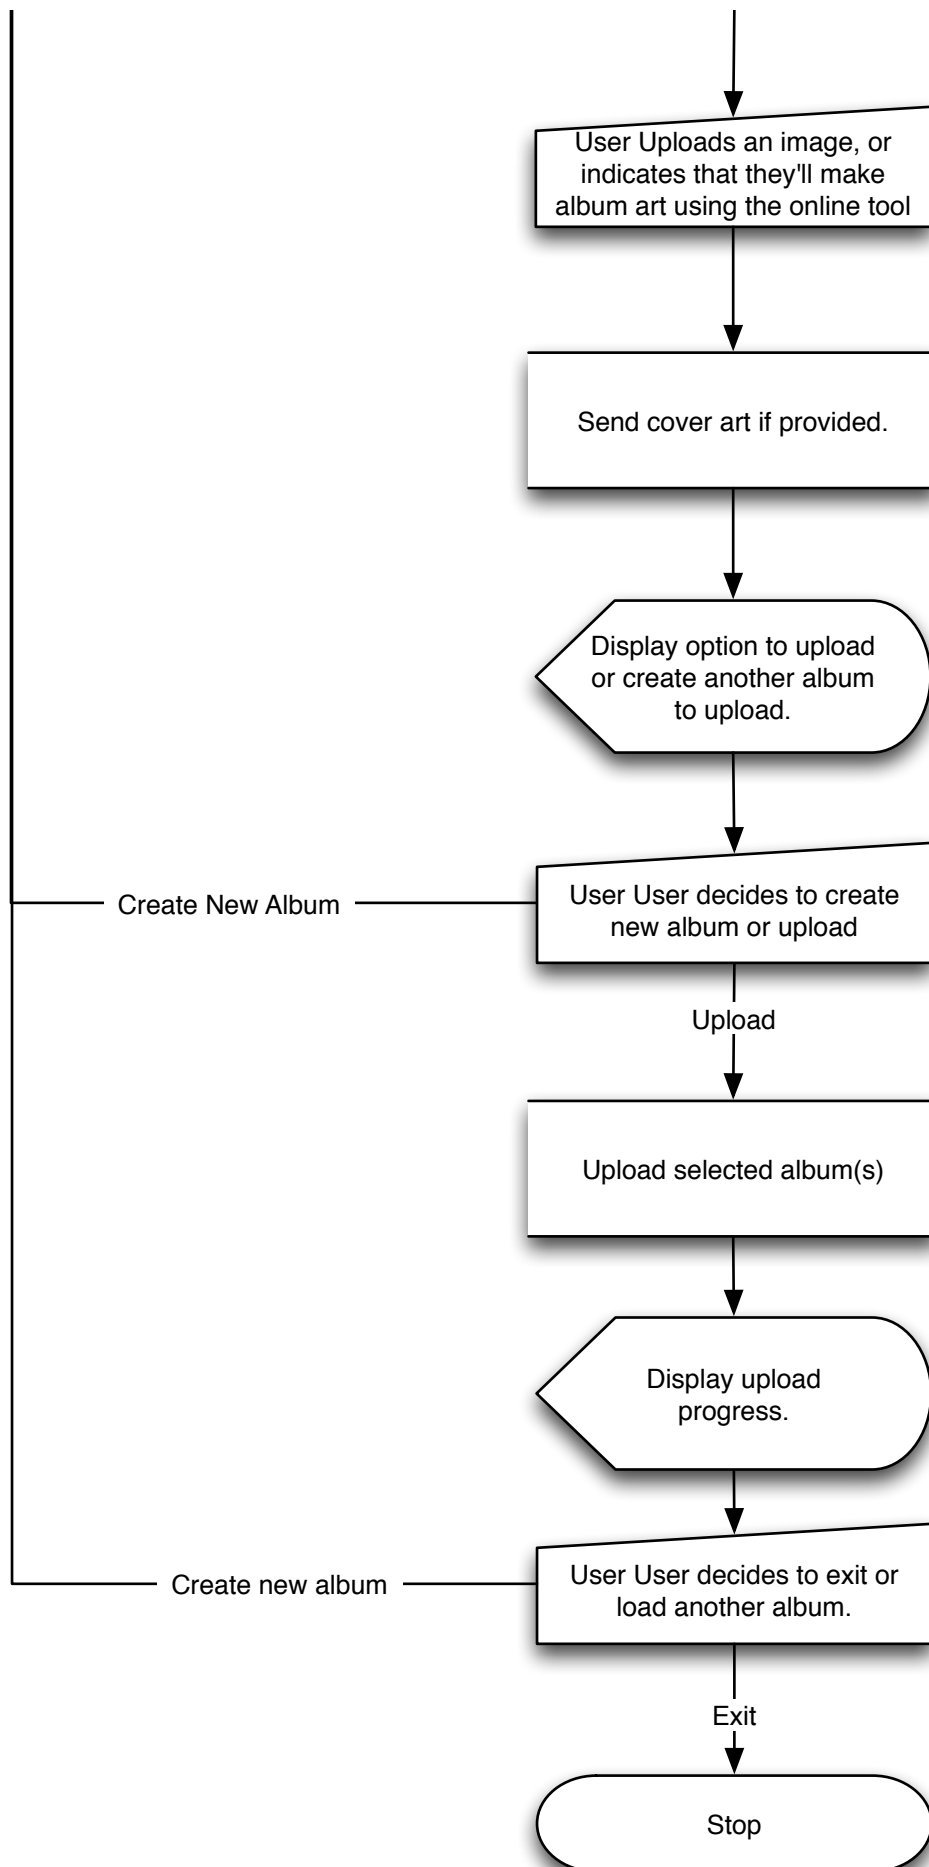 User Uploads an image, or
indicates that they'll make
album art using the online tool
Send cover art if provided.
Display option to upload
or create another album
to upload.
Create New Album
User User decides to create
new album or upload
Upload
Upload selected album(s)
Display upload
progress.
Create new album
User User decides to exit or
load another album.
Exit
Stop